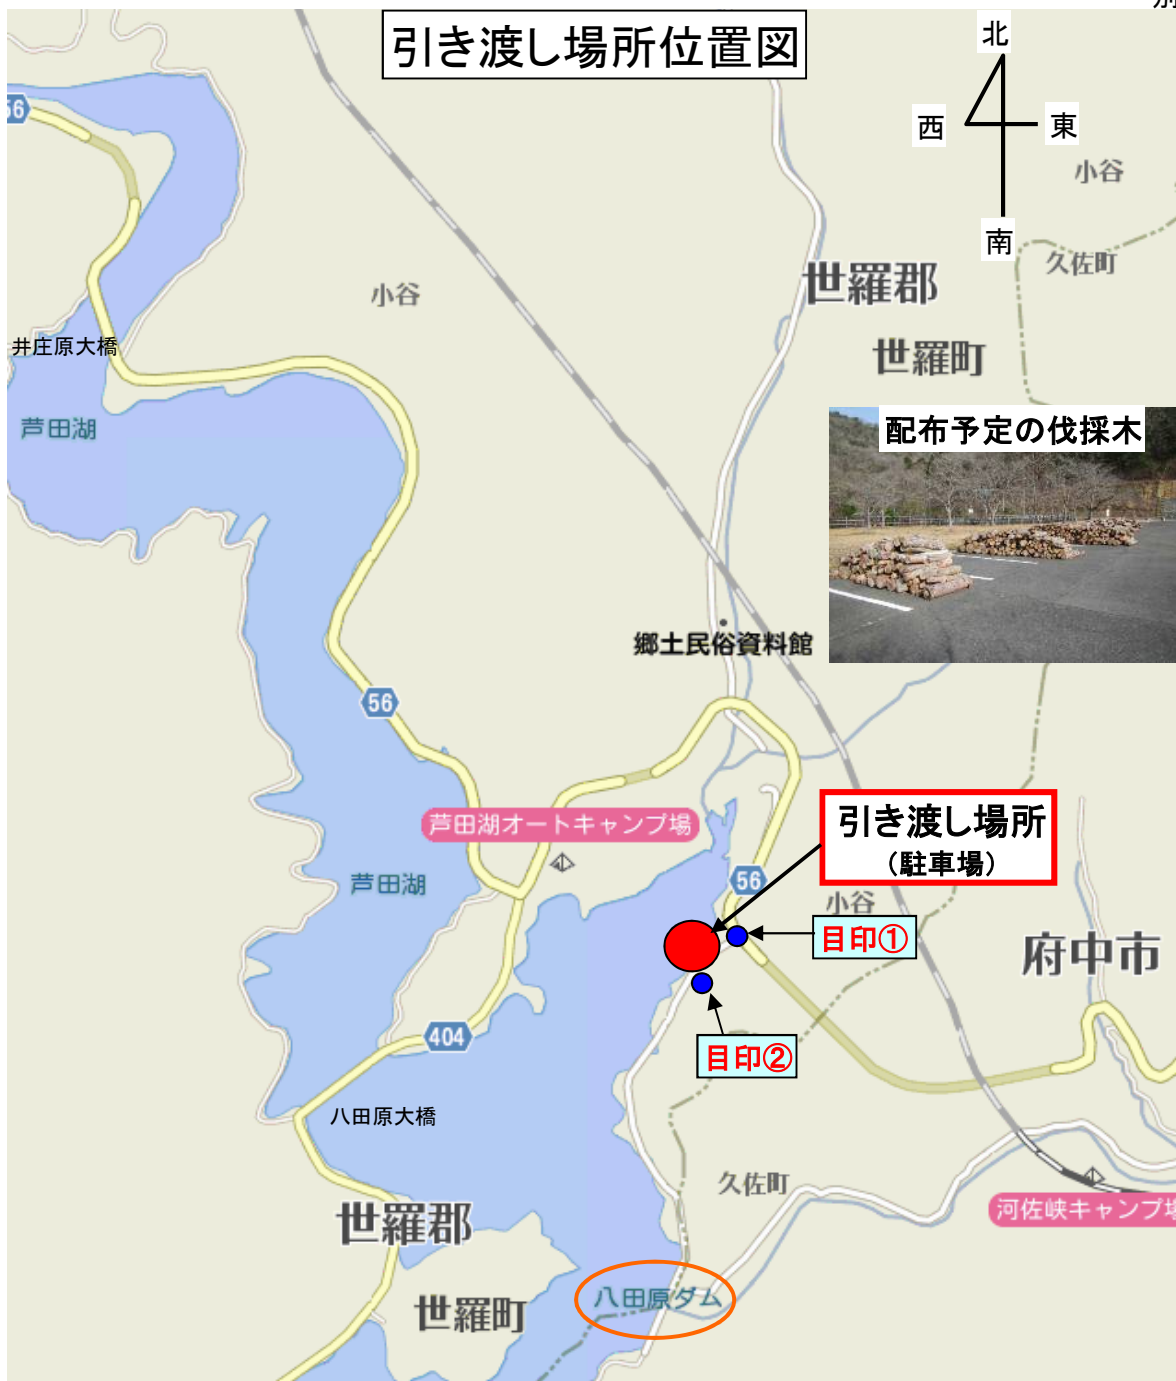 引き渡し場所位置図
北
西
東
南
56
小谷
久佐町
小谷
世羅郡
世羅町
井庄原大橋
芦田湖
配布予定の伐採木
郷土民俗資料館
56
芦田湖オートキャンプ場
引き渡し場所
(駐車場)
芦田湖
56
小谷
目印①
府中市
404
目印②
八田原大橋
久佐町
河佐峡キャンプ場
世羅郡
世羅町
八田原ダム